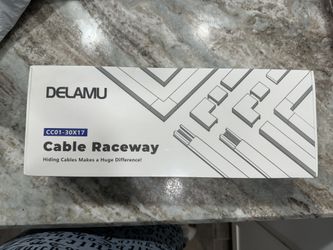 DELAMU
CC01-30X17
Cable Raceway
Hiding Cables Makes a Huge Difference!